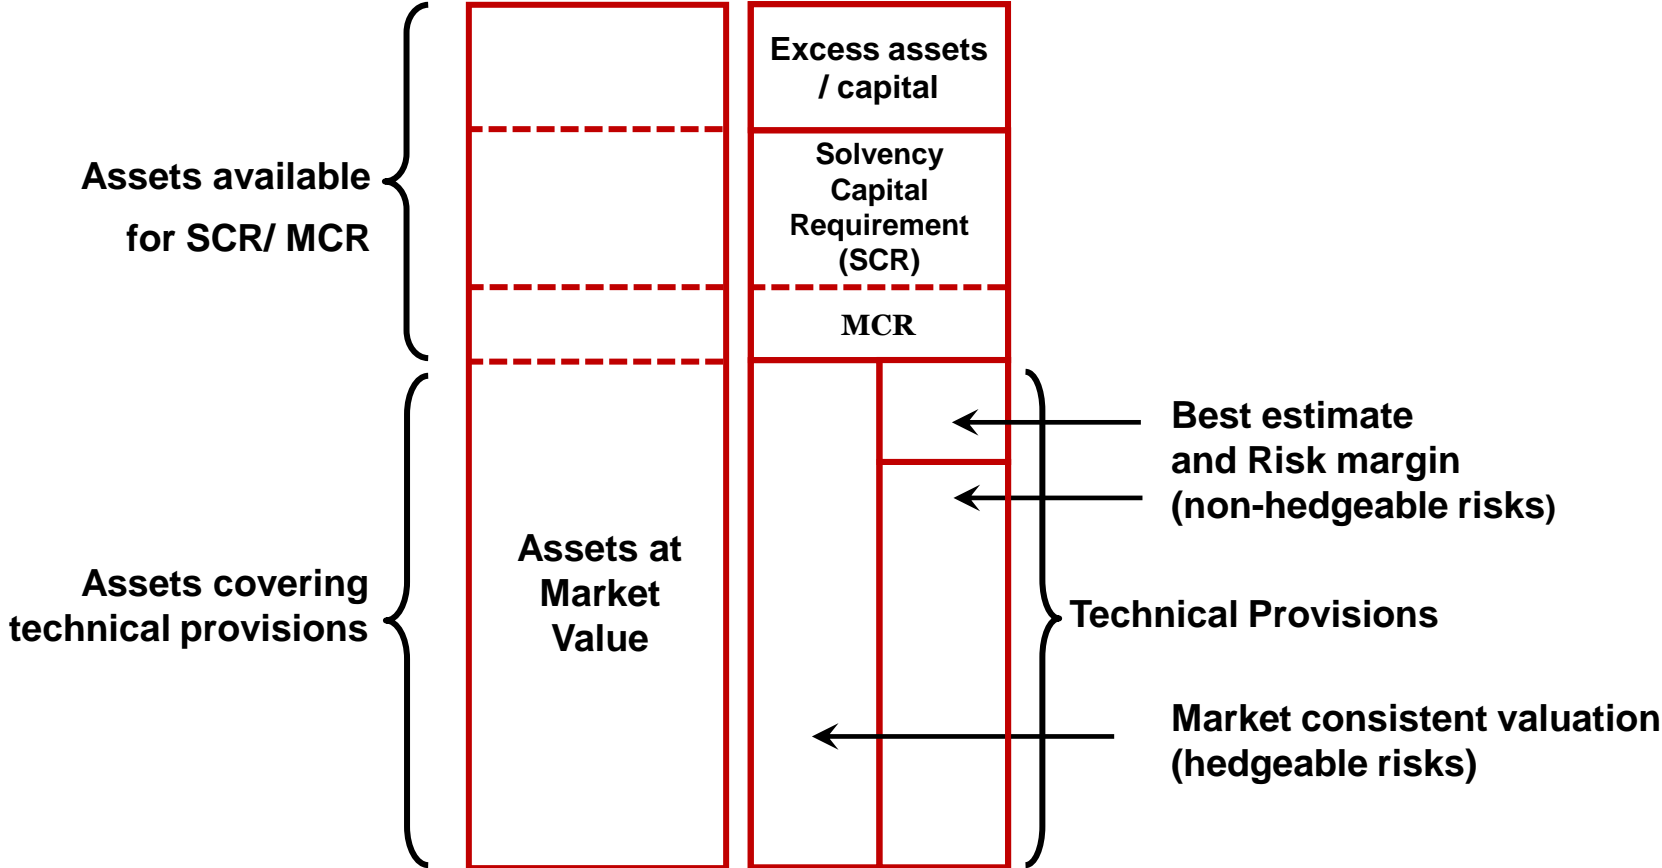 Excess assets
/ capital
Assets available
for SCR/ MCR
Solvency
Capital
Requirement
(SCR)
MCR
Best estimate
and Risk margin
(non-hedgeable risks)
Assets at
Market
Value
Assets covering
technical provisions
Technical Provisions
Market consistent valuation
(hedgeable risks)